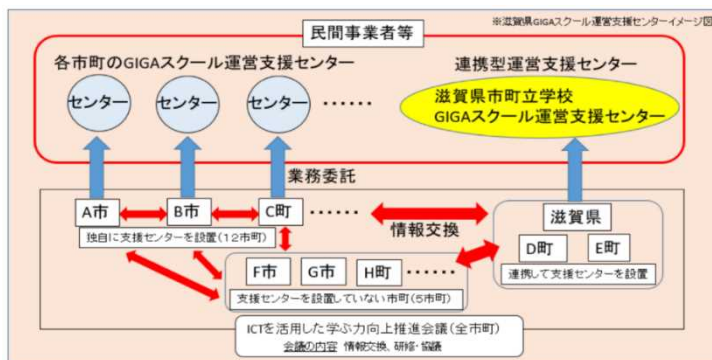 ※滋賀県GIGAスクール運営支援センターイメージ図
民間事業者等
各市町のGIGAスクール運営支援センター
連携型運営支援センター
センター
センター
センター
……
滋賀県市町立学校
GIGAスクール運営支援センター
業務委託
A市
B市
C町
……
情報交換
滋賀県
独自に支援センターを設置(12市町)
D町
E町
連携して支援センターを設置
F市
G市
H町
……
支援センターを設置していない市町(5市町)
ICTを活用した学ぶ力向上推進会議(全市町)
会議の内容 情報交換、研修・協議